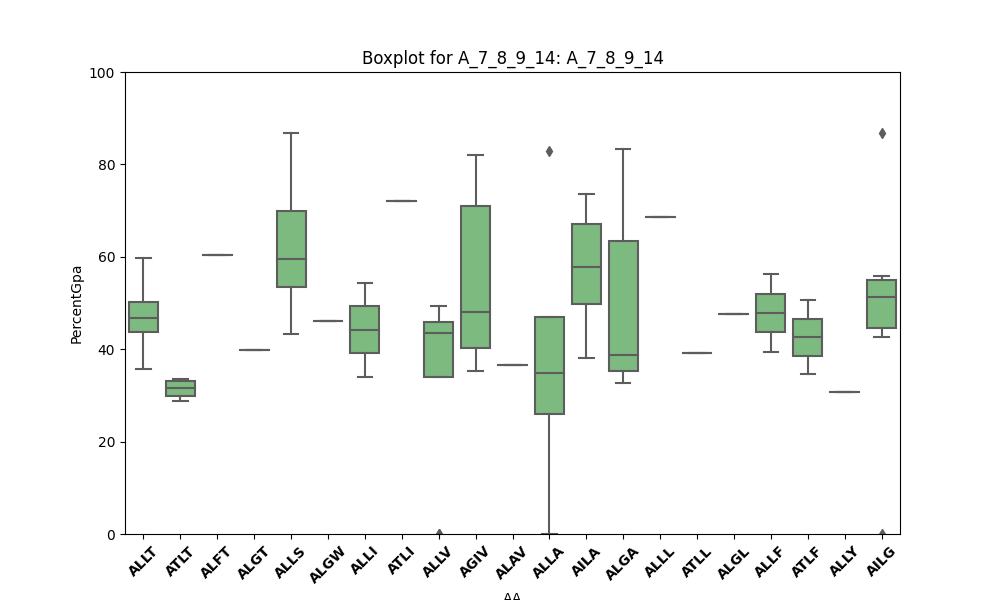 Boxplot for A_7_8_9_14: A_7_8_9_14
100
80
60
40
20
0
PercentGpa
ALLT ATLT ALFT ALGT ALLS ALGW ALLI ATLI ALLV AGIV ALAV ALLA AILA ALGA ALLL ATLL ALGL ALLF ATLF ALLY AILG
AA